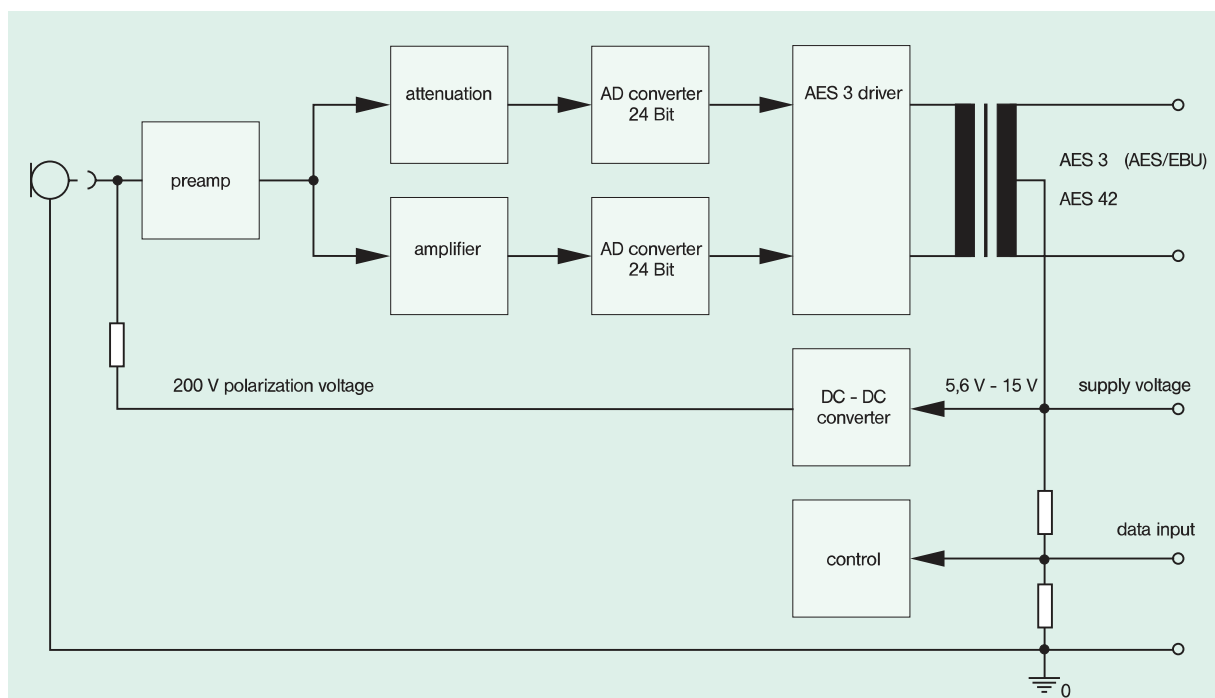 attenuation
AD converter
24 Bit
AES 3 driver
preamp
AES 3 (AES/EBU)
AES 42
amplifier
AD converter
24 Bit
200 V polarization voltage
DC - DC
converter
5,6 V - 15 V
supply voltage
data input
control
0